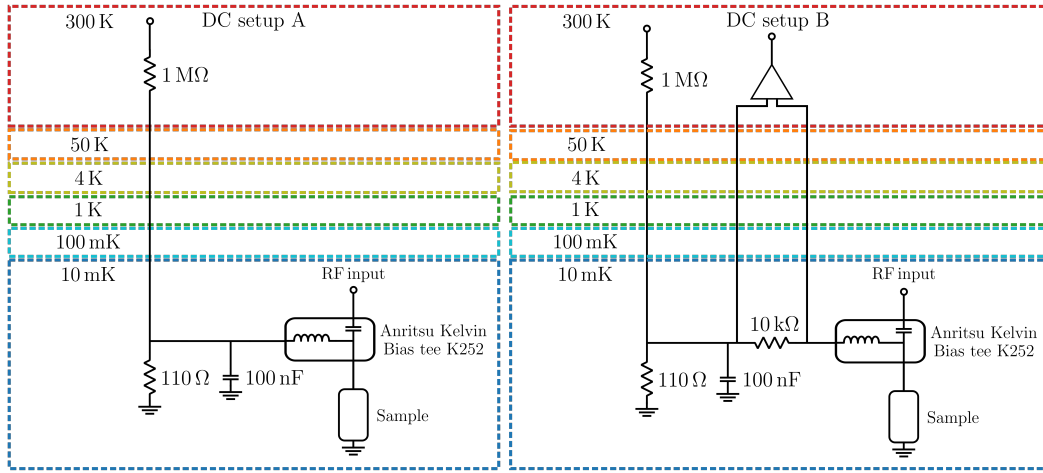 300 K
DC setup A
1 MΩ
50 K
4 K
1 K
100 mK
10 mK
RF input
Anritsu Kelvin
Bias tee K252
110 Ω
100 nF
Sample
300 K
DC setup B
1 MΩ
50 K
4 K
1 K
100 mK
10 mK
RF input
10 kΩ
Anritsu Kelvin
Bias tee K252
110 Ω
100 nF
Sample